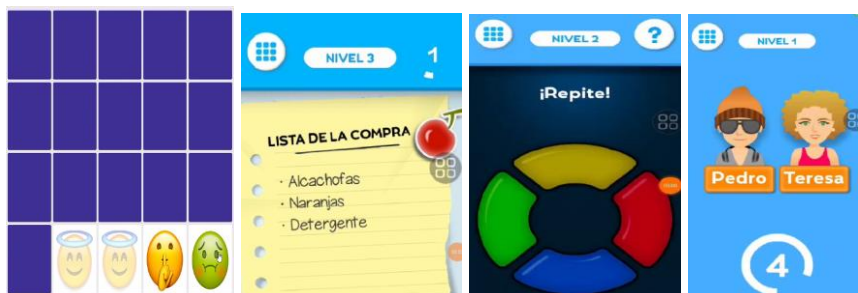 NIVEL 3
1
LISTA DE LA COMPRA
· Alcachofas
· Naranjas
· Detergente
NIVEL 2
?
¡Repite!
NIVEL 1
Pedro
Teresa
4